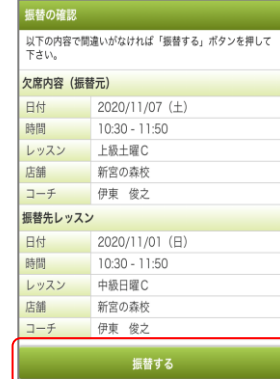 振替の確認
以下の内容で間違いがなければ「振替する」ボタンを押して
下さい。
欠席内容（振替元）
日付 2020/11/07（土）
時間 10:30 - 11:50
レッスン 上級土曜C
店舗 新宮の森校
コーチ 伊東 俊之
振替先レッスン
日付 2020/11/01（日）
時間 10:30 - 11:50
レッスン 中級日曜C
店舗 新宮の森校
コーチ 伊東 俊之
振替する